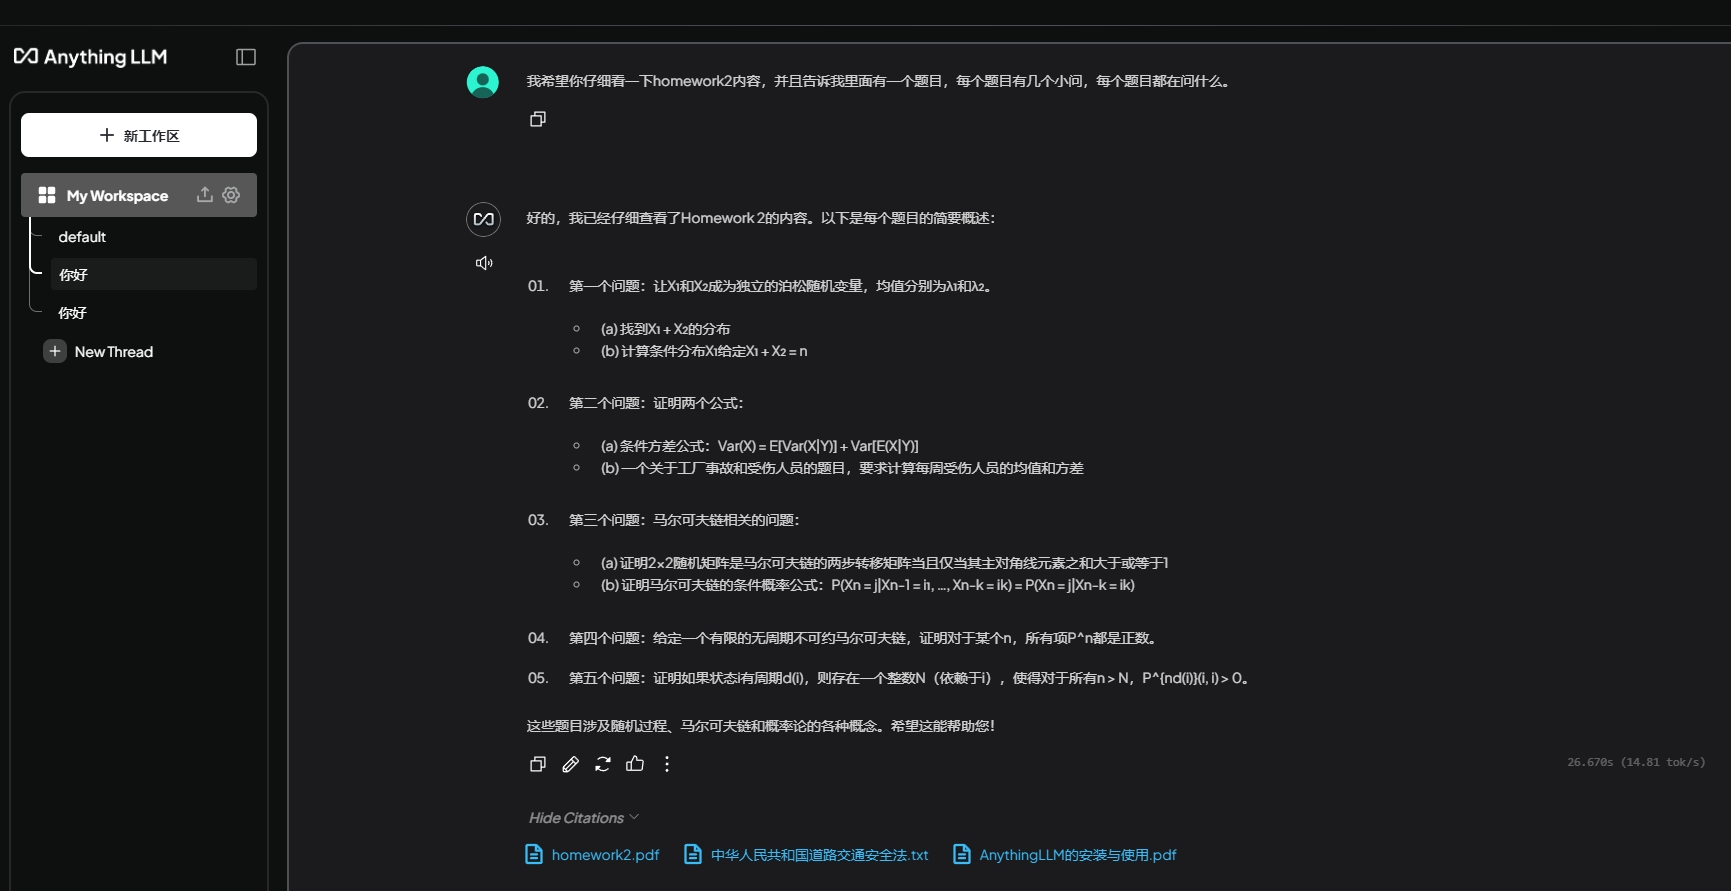 Anything LLM
新工作区
My Workspace
default
你好
你好
New Thread
我希望你仔细看一下homework2内容，并且告诉我里面有一个题目，每个题目有几个小问，每个题目都在问什么。
好的，我已经仔细查看了Homework 2的内容。以下是每个题目的简要概述：
01. 第一个问题：让X₁和X₂成为独立的泊松随机变量，均值分别为λ₁和λ₂。
(a) 找到X₁ + X₂的分布
(b) 计算条件分布X₁给定X₁ + X₂ = n
02. 第二个问题：证明两个公式：
(a) 条件方差公式：Var(X) = E[Var(X|Y)] + Var[E(X|Y)]
(b) 一个关于工厂事故和受伤人员的题目，要求计算每周受伤人员的均值和方差
03. 第三个问题：马尔可夫链相关的问题：
(a) 证明2×2随机矩阵是马尔可夫链的两步转移矩阵当且仅当其主对角线元素之和大于或等于1
(b) 证明马尔可夫链的条件概率公式：P(Xn = j|Xn-1 = i₁, ..., Xn-k = ik) = P(Xn = j|Xn-k = ik)
04. 第四个问题：给定一个有限的无周期不可约马尔可夫链，证明对于某个n，所有项P^n都是正数。
05. 第五个问题：证明如果状态i有周期d(i)，则存在一个整数N（依赖于i），使得对于所有n > N，P^{nd(i)}(i, i) > 0。
这些题目涉及随机过程、马尔可夫链和概率论的各种概念。希望这能帮助您！
26.670s (14.81 tok/s)
Hide Citations
homework2.pdf 中华人民共和国道路交通安全法.txt AnythingLLM的安装与使用.pdf